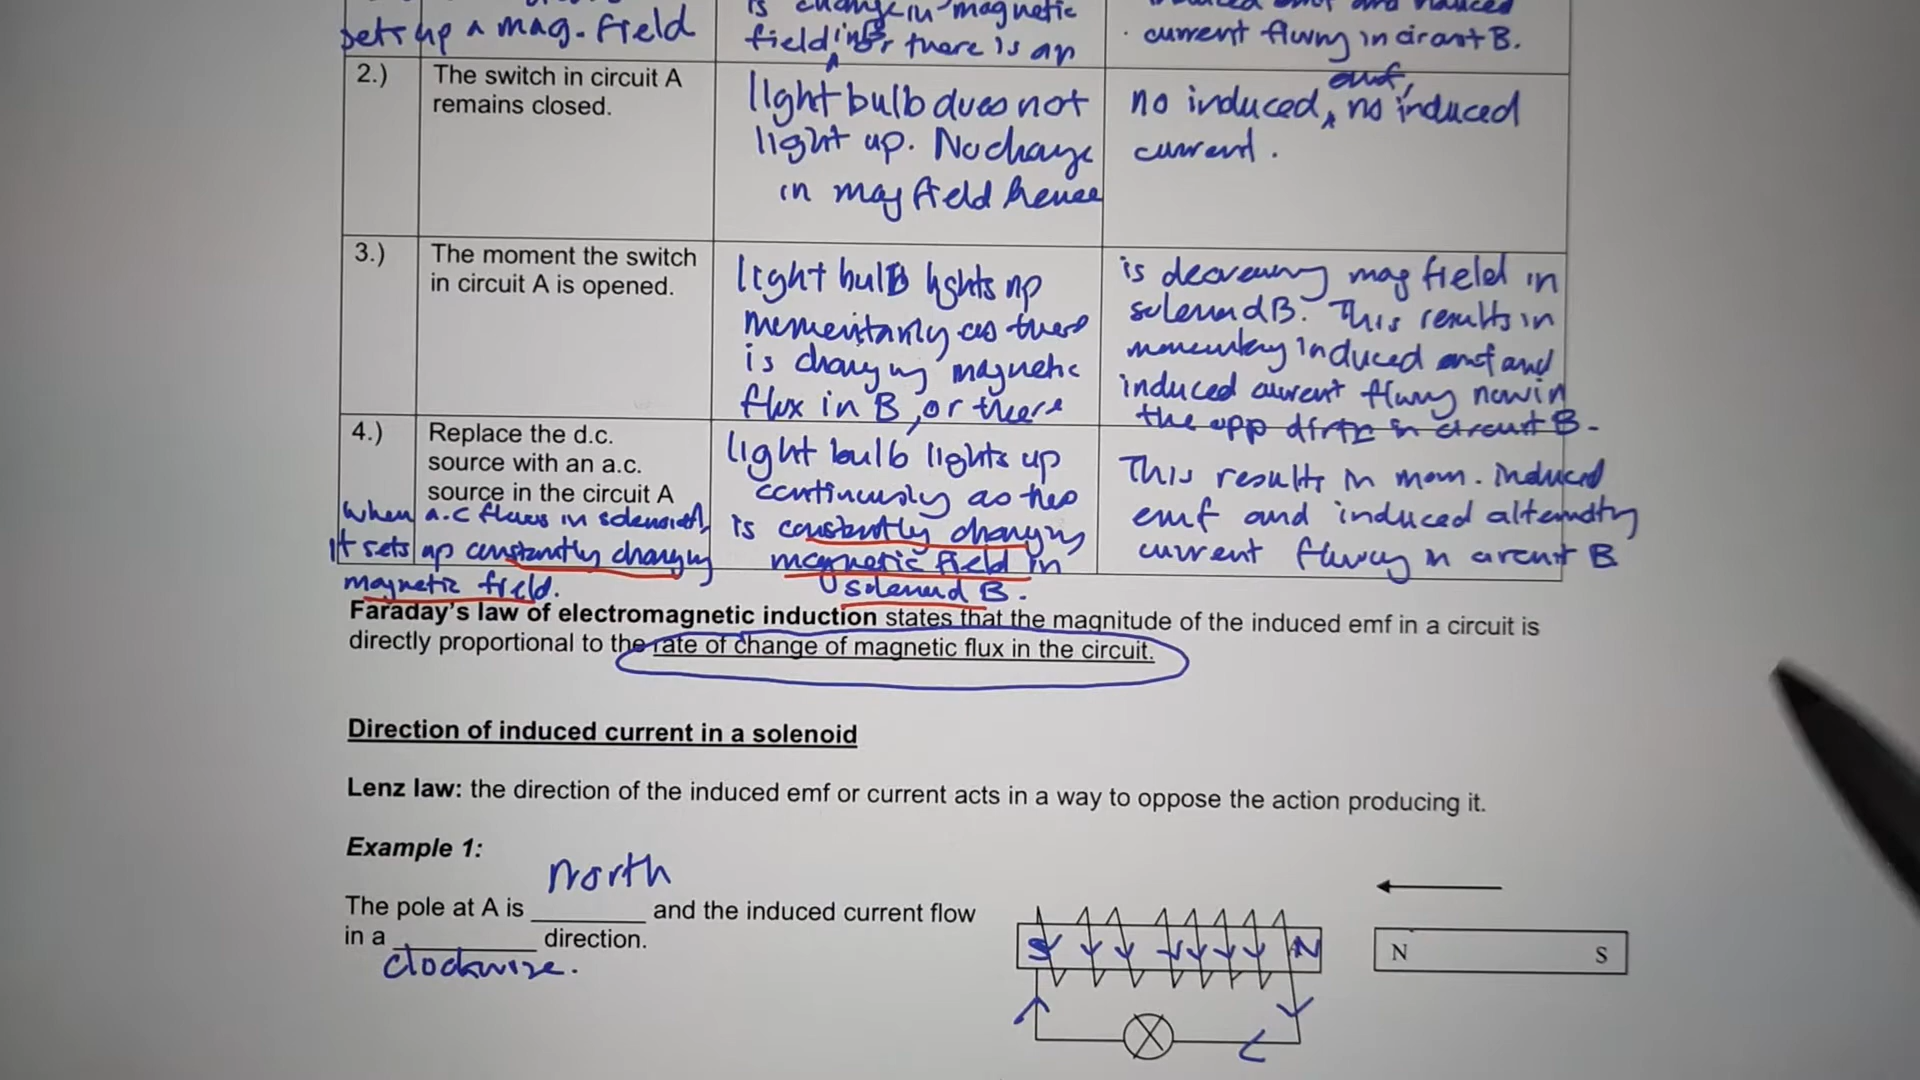 is change in magnetic
sets up a mag. field
field in B, or there is an
current flowing in circuit B.
2.)
The switch in circuit A
remains closed.
light bulb does not
light up. No change
in mag field hence
emf,
no induced ^ no induced
current.
3.)
The moment the switch
in circuit A is opened.
light bulb lights up
momentarily as there
is changing magnetic
flux in B, or there
is decreasing mag field in
solenoid B. This results in
momentary induced emf and
induced current flowing now in
the opp dirtn in circuit B.
4.)
Replace the d.c.
source with an a.c.
source in the circuit A
when a.c flows in solenoid A,
it sets up constantly changing
magnetic field.
light bulb lights up
continuously as there
is constantly changing
magnetic field in
solenoid B.
This results in mom. induced
emf and induced alternating
current flowing in circuit B
Faraday's law of electromagnetic induction states that the magnitude of the induced emf in a circuit is
directly proportional to the rate of change of magnetic flux in the circuit.
Direction of induced current in a solenoid
Lenz law: the direction of the induced emf or current acts in a way to oppose the action producing it.
Example 1:
north
The pole at A is ________ and the induced current flow
in a __________ direction.
clockwise.
S N
N S